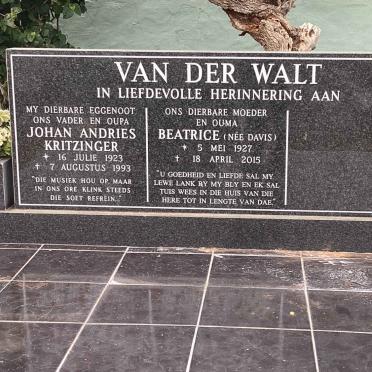 VAN DER WALT
IN LIEFDEVOLLE HERINNERING AAN
MY DIERBARE EGGENOOT
ONS VADER EN OUPA
JOHAN ANDRIES
KRITZINGER
16 JULIE 1923
✝ 7 AUGUSTUS 1993
"DIE MUSIEK HOU OP, MAAR
IN ONS ORE KLINK STEEDS
DIE SOET REFREIN."
ONS DIERBARE MOEDER
EN OUMA
BEATRICE (NÉE DAVIS)
5 MEI 1927
✝ 18 APRIL 2015
"U GOEDHEID EN LIEFDE SAL MY
LEWE LANK BY MY BLY EN EK SAL
TUIS WEES IN DIE HUIS VAN DIE
HERE TOT IN LENGTE VAN DAE."